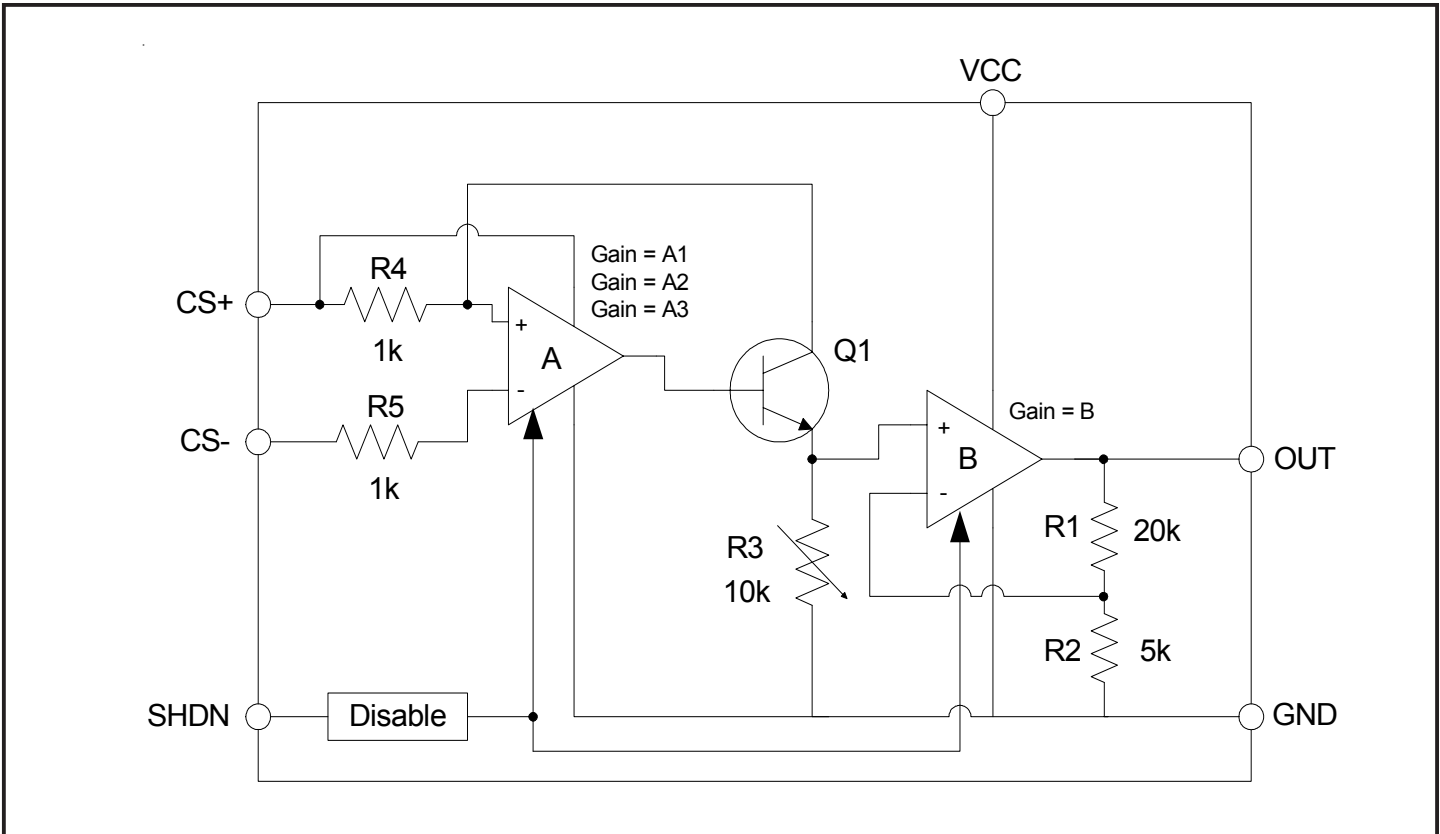 VCC
Gain = A1
Gain = A2
Gain = A3
R4
CS+
+
1k
A
Q1
-
R5
CS-
1k
Gain = B
+
B
-
OUT
R1
20k
R3
10k
R2
5k
SHDN
Disable
GND